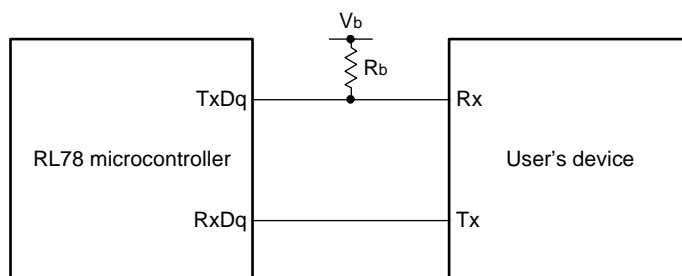 Vb
Rb
TxDq
Rx
RL78 microcontroller
User's device
RxDq
Tx